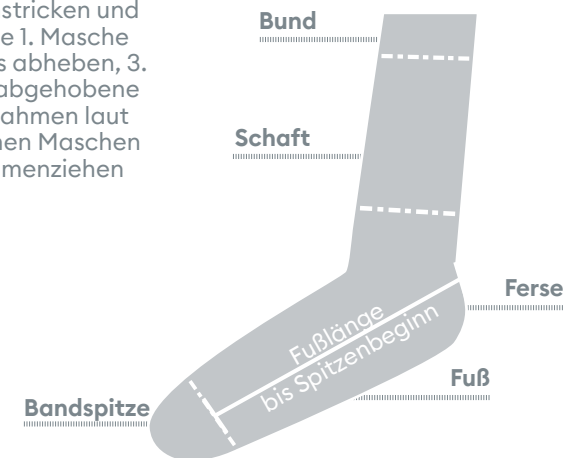 stricken und
e 1. Masche
s abheben, 3.
abgehobene
ahmen laut
nen Maschen
menziehen
Bund
Schaft
Ferse
Fußlänge
bis Spitzenbeginn
Fuß
Bandspitze